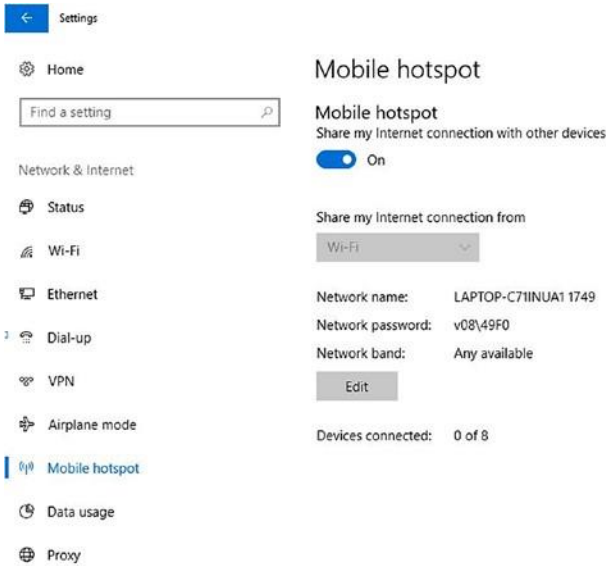 Settings
Home
Find a setting
Network & Internet
Status
Wi-Fi
Ethernet
Dial-up
VPN
Airplane mode
Mobile hotspot
Data usage
Proxy
Mobile hotspot
Mobile hotspot
Share my Internet connection with other devices
On
Share my Internet connection from
Wi-Fi
Network name: LAPTOP-C71INUA1 1749
Network password: v08\49F0
Network band: Any available
Edit
Devices connected: 0 of 8